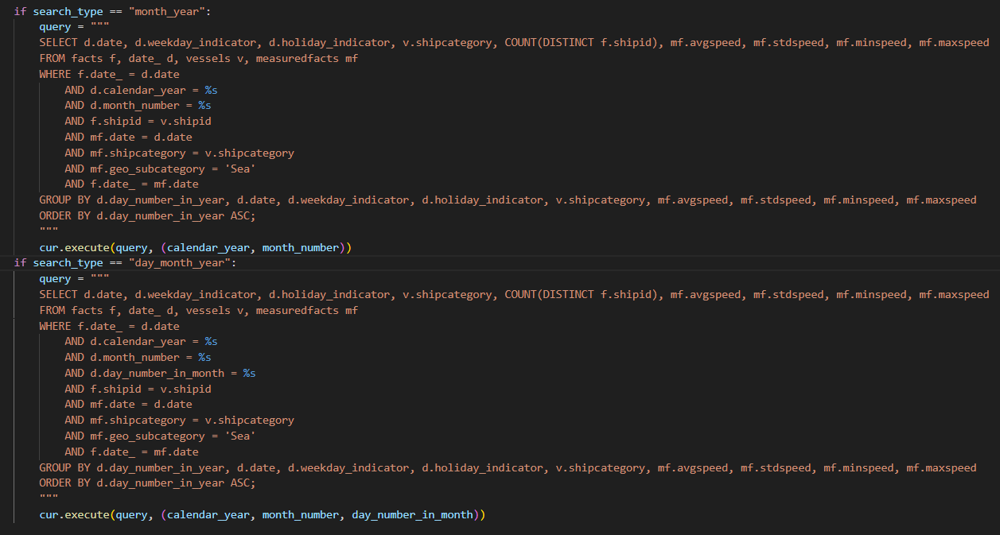 if search_type == "month_year":
    query = """
    SELECT d.date, d.weekday_indicator, d.holiday_indicator, v.shipcategory, COUNT(DISTINCT f.shipid), mf.avgspeed, mf.stdspeed, mf.minspeed, mf.maxspeed
    FROM facts f, date_ d, vessels v, measuredfacts mf
    WHERE f.date_ = d.date
        AND d.calendar_year = %s
        AND d.month_number = %s
        AND f.shipid = v.shipid
        AND mf.date = d.date
        AND mf.shipcategory = v.shipcategory
        AND mf.geo_subcategory = 'Sea'
        AND f.date_ = mf.date
    GROUP BY d.day_number_in_year, d.date, d.weekday_indicator, d.holiday_indicator, v.shipcategory, mf.avgspeed, mf.stdspeed, mf.minspeed, mf.maxspeed
    ORDER BY d.day_number_in_year ASC;
    """
    cur.execute(query, (calendar_year, month_number))
if search_type == "day_month_year":
    query = """
    SELECT d.date, d.weekday_indicator, d.holiday_indicator, v.shipcategory, COUNT(DISTINCT f.shipid), mf.avgspeed, mf.stdspeed, mf.minspeed, mf.maxspeed
    FROM facts f, date_ d, vessels v, measuredfacts mf
    WHERE f.date_ = d.date
        AND d.calendar_year = %s
        AND d.month_number = %s
        AND d.day_number_in_month = %s
        AND f.shipid = v.shipid
        AND mf.date = d.date
        AND mf.shipcategory = v.shipcategory
        AND mf.geo_subcategory = 'Sea'
        AND f.date_ = mf.date
    GROUP BY d.day_number_in_year, d.date, d.weekday_indicator, d.holiday_indicator, v.shipcategory, mf.avgspeed, mf.stdspeed, mf.minspeed, mf.maxspeed
    ORDER BY d.day_number_in_year ASC;
    """
    cur.execute(query, (calendar_year, month_number, day_number_in_month))